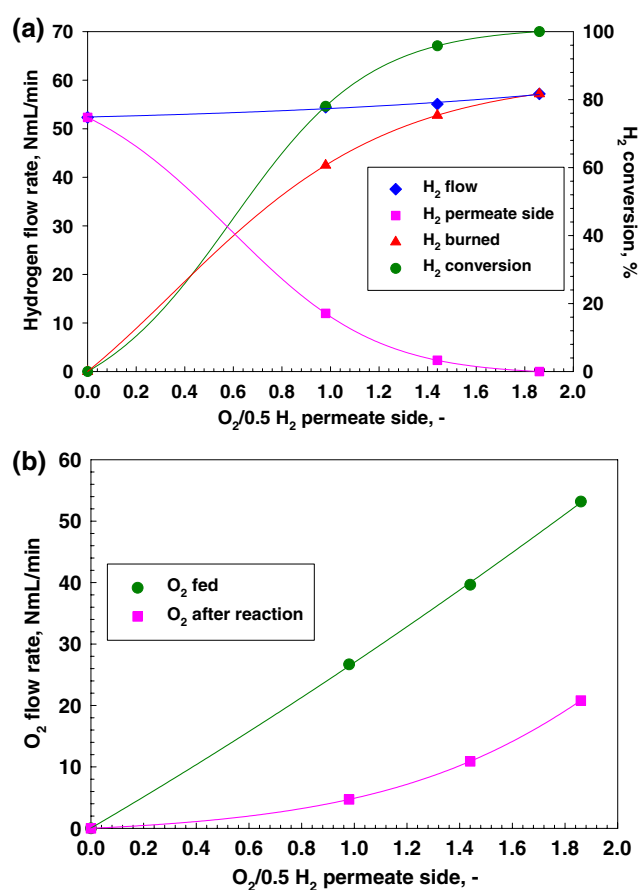 (a)
70
60
50
40
30
20
10
0
Hydrogen flow rate, NmL/min
100
80
60
40
20
0
H2 conversion, %
H2 flow
H2 permeate side
H2 burned
H2 conversion
0.0 0.2 0.4 0.6 0.8 1.0 1.2 1.4 1.6 1.8 2.0
O2/0.5 H2 permeate side, -
(b)
60
50
40
30
20
10
0
O2 flow rate, NmL/min
O2 fed
O2 after reaction
0.0 0.2 0.4 0.6 0.8 1.0 1.2 1.4 1.6 1.8 2.0
O2/0.5 H2 permeate side, -